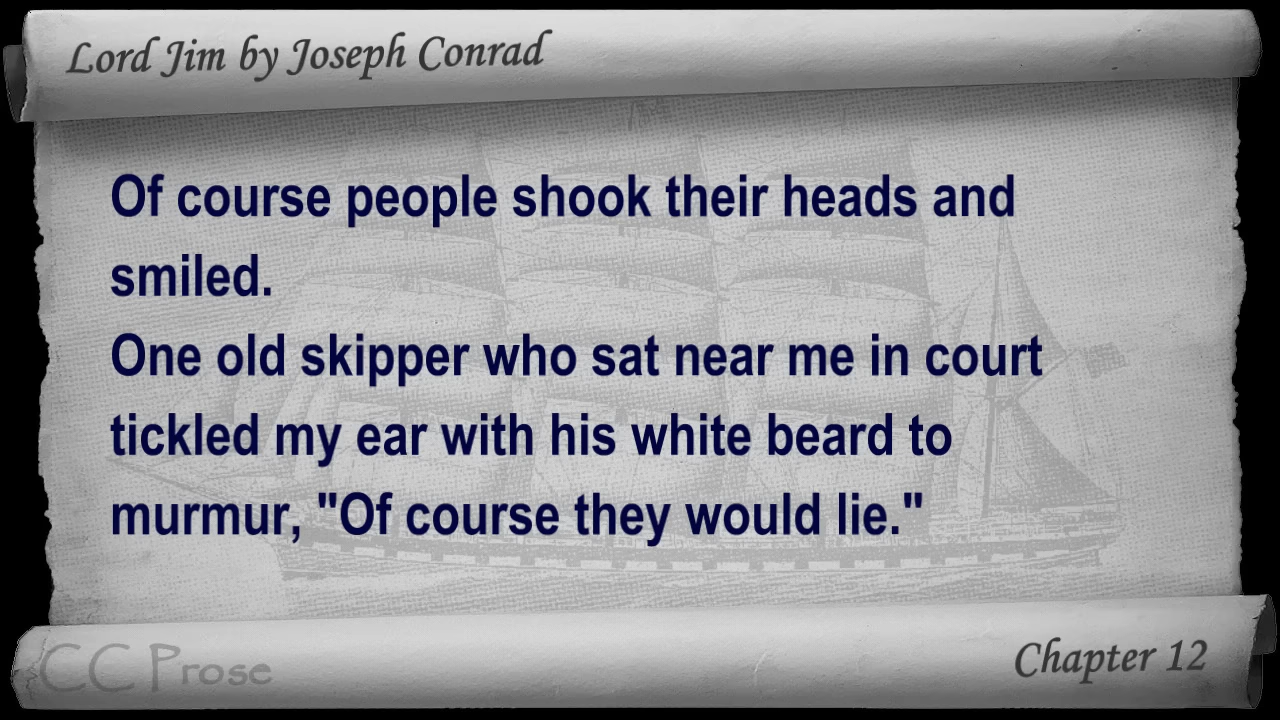 Lord Jim by Joseph Conrad
Of course people shook their heads and
smiled.
One old skipper who sat near me in court
tickled my ear with his white beard to
murmur, "Of course they would lie."
CC Prose
Chapter 12